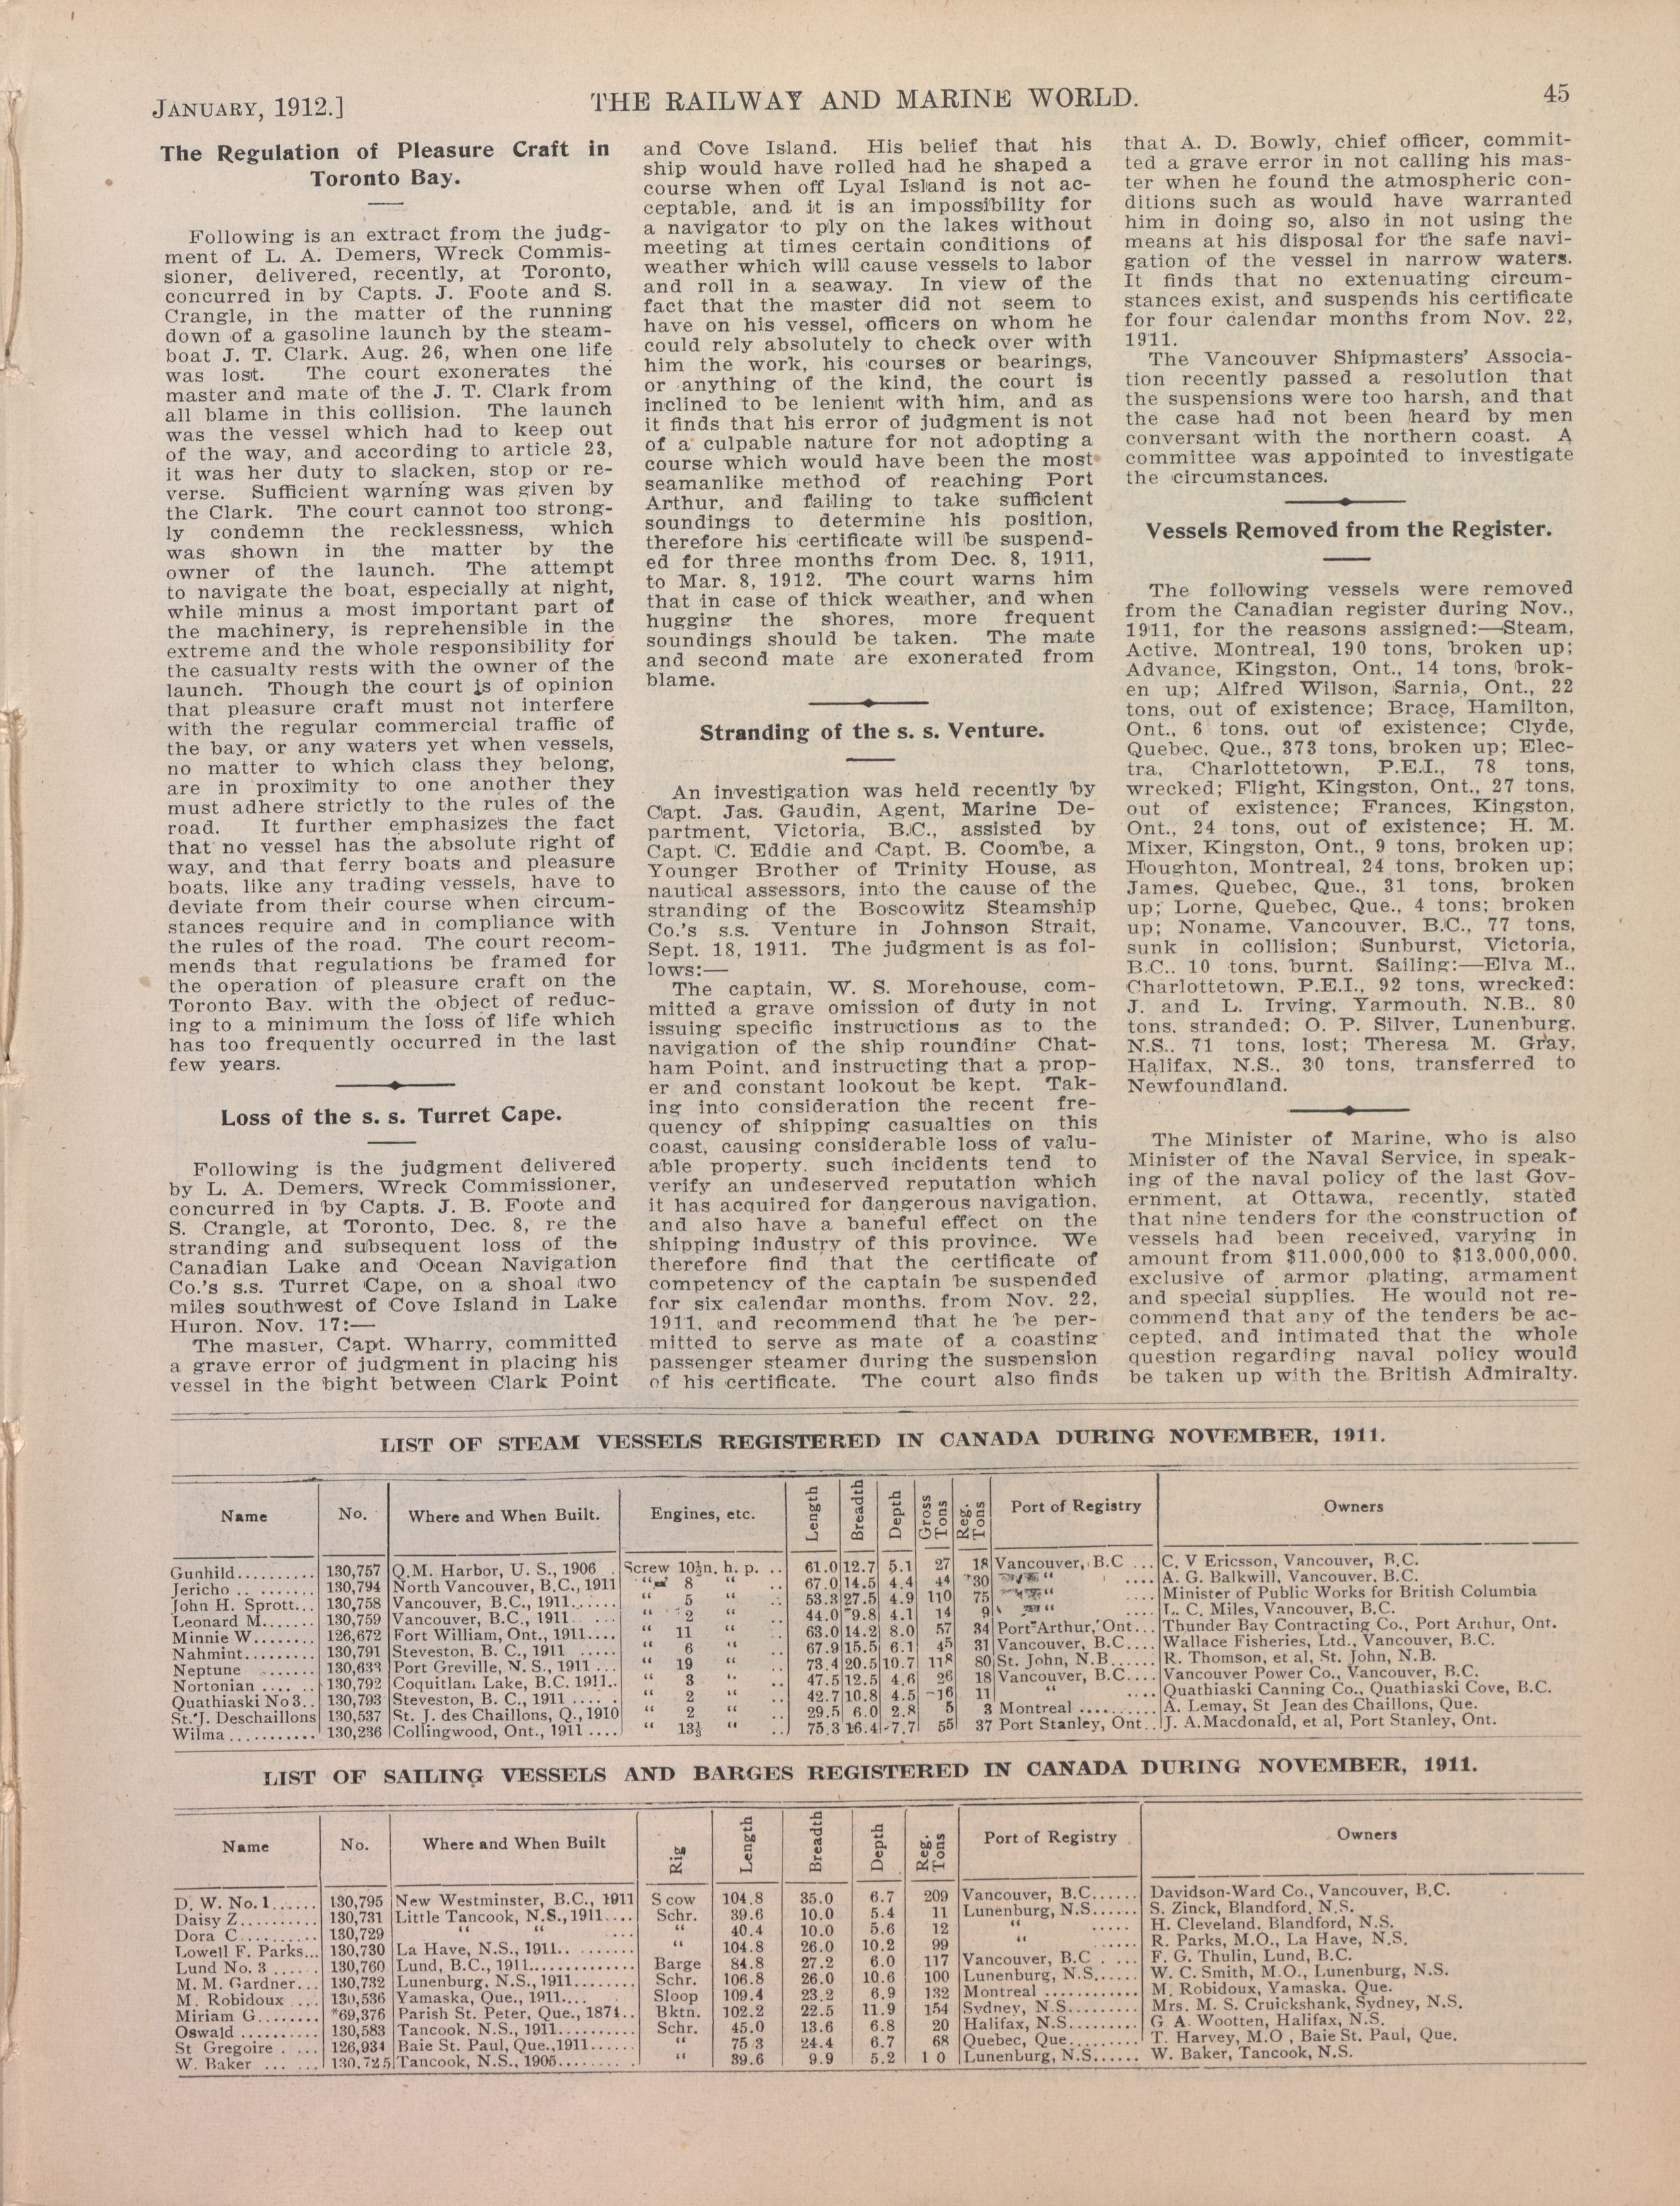 JANUARY, 1912.]
THE RAILWAY AND MARINE WORLD.
45
The Regulation of Pleasure Craft in
Toronto Bay.
Following is an extract from the judg-
ment of L. A. Demers, Wreck Commis-
sioner, delivered, recently, at Toronto,
concurred in by Capts. J. Foote and S.
Crangle, in the matter of the running
down of a gasoline launch by the steam-
boat J. T. Clark. Aug. 26, when one life
was lost. The court exonerates the
master and mate of the J. T. Clark from
all blame in this collision. The launch
was the vessel which had to keep out
of the way, and according to article 23,
it was her duty to slacken, stop or re-
verse. Sufficient warning was given by
the Clark. The court cannot too strong-
ly condemn the recklessness, which
was shown in the matter by the
owner of the launch. The attempt
to navigate the boat, especially at night,
while minus a most important part of
the machinery, is reprehensible in the
extreme and the whole responsibility for
the casualty rests with the owner of the
launch. Though the court is of opinion
that pleasure craft must not interfere
with the regular commercial traffic of
the bay, or any waters yet when vessels,
no matter to which class they belong,
are in proximity to one another they
must adhere strictly to the rules of the
road. It further emphasizes the fact
that no vessel has the absolute right of
way, and that ferry boats and pleasure
boats, like any trading vessels, have to
deviate from their course when circum-
stances require and in compliance with
the rules of the road. The court recom-
mends that regulations be framed for
the operation of pleasure craft on the
Toronto Bay, with the object of reduc-
ing to a minimum the loss of life which
has too frequently occurred in the last
few years.
Loss of the s. s. Turret Cape.
Following is the judgment delivered
by L. A. Demers, Wreck Commissioner,
concurred in by Capts. J. B. Foote and
S. Crangle, at Toronto, Dec. 8, re the
stranding and subsequent loss of the
Canadian Lake and Ocean Navigation
Co.'s s.s. Turret Cape, on a shoal two
miles southwest of Cove Island in Lake
Huron. Nov. 17:—
The master, Capt. Wharry, committed
a grave error of judgment in placing his
vessel in the bight between Clark Point
and Cove Island. His belief that his
ship would have rolled had he shaped a
course when off Lyal Island is not ac-
ceptable, and it is an impossibility for
a navigator to ply on the lakes without
meeting at times certain conditions of
weather which will cause vessels to labor
and roll in a seaway. In view of the
fact that the master did not seem to
have on his vessel, officers on whom he
could rely absolutely to check over with
him the work, his courses or bearings,
or anything of the kind, the court is
inclined to be lenient with him, and as
it finds that his error of judgment is not
of a culpable nature for not adopting a
course which would have been the most
seamanlike method of reaching Port
Arthur, and failing to take sufficient
soundings to determine his position,
therefore his certificate will be suspend-
ed for three months from Dec. 8, 1911,
to Mar. 8, 1912. The court warns him
that in case of thick weather, and when
hugging the shores, more frequent
soundings should be taken. The mate
and second mate are exonerated from
blame.
Stranding of the s. s. Venture.
An investigation was held recently by
Capt. Jas. Gaudin, Agent, Marine De-
partment, Victoria, B.C., assisted by
Capt. C. Eddie and Capt. B. Coombe, a
Younger Brother of Trinity House, as
nautical assessors, into the cause of the
stranding of the Boscowitz Steamship
Co.'s s.s. Venture in Johnson Strait,
Sept. 18, 1911. The judgment is as fol-
lows:—
The captain, W. S. Morehouse, com-
mitted a grave omission of duty in not
issuing specific instructions as to the
navigation of the ship rounding Chat-
ham Point, and instructing that a prop-
er and constant lookout be kept. Tak-
ing into consideration the recent fre-
quency of shipping casualties on this
coast, causing considerable loss of valu-
able property, such incidents tend to
verify an undeserved reputation which
it has acquired for dangerous navigation,
and also have a baneful effect on the
shipping industry of this province. We
therefore find that the certificate of
competency of the captain be suspended
for six calendar months, from Nov. 22,
1911, and recommend that he be per-
mitted to serve as mate of a coasting
passenger steamer during the suspension
of his certificate. The court also finds
that A. D. Bowly, chief officer, commit-
ted a grave error in not calling his mas-
ter when he found the atmospheric con-
ditions such as would have warranted
him in doing so, also in not using the
means at his disposal for the safe navi-
gation of the vessel in narrow waters.
It finds that no extenuating circum-
stances exist, and suspends his certificate
for four calendar months from Nov. 22,
1911.
The Vancouver Shipmasters' Associa-
tion recently passed a resolution that
the suspensions were too harsh, and that
the case had not been heard by men
conversant with the northern coast. A
committee was appointed to investigate
the circumstances.
Vessels Removed from the Register.
The following vessels were removed
from the Canadian register during Nov.,
1911, for the reasons assigned:—Steam,
Active, Montreal, 190 tons, broken up;
Advance, Kingston, Ont., 14 tons, brok-
en up; Alfred Wilson, Sarnia, Ont., 22
tons, out of existence; Brace, Hamilton,
Ont., 6 tons, out of existence; Clyde,
Quebec, Que., 373 tons, broken up; Elec-
tra, Charlottetown, P.E.I., 78 tons,
wrecked; Flight, Kingston, Ont., 27 tons,
out of existence; Frances, Kingston,
Ont., 24 tons, out of existence; H. M.
Mixer, Kingston, Ont., 9 tons, broken up;
Houghton, Montreal, 24 tons, broken up;
James, Quebec, Que., 31 tons, broken
up; Lorne, Quebec, Que., 4 tons; broken
up; Noname, Vancouver, B.C., 77 tons,
sunk in collision; Sunburst, Victoria,
B.C., 10 tons, burnt. Sailing:—Elva M.,
Charlottetown, P.E.I., 92 tons, wrecked;
J. and L. Irving, Yarmouth, N.B., 80
tons, stranded; O. P. Silver, Lunenburg,
N.S., 71 tons, lost; Theresa M. Gray,
Halifax, N.S., 30 tons, transferred to
Newfoundland.
The Minister of Marine, who is also
Minister of the Naval Service, in speak-
ing of the naval policy of the last Gov-
ernment, at Ottawa, recently, stated
that nine tenders for the construction of
vessels had been received, varying in
amount from $11,000,000 to $13,000,000,
exclusive of armor plating, armament
and special supplies. He would not re-
commend that any of the tenders be ac-
cepted, and intimated that the whole
question regarding naval policy would
be taken up with the British Admiralty.
LIST OF STEAM VESSELS REGISTERED IN CANADA DURING NOVEMBER, 1911.
Name No. Where and When Built. Engines, etc. Length Breadth Depth Gross Tons Reg. Tons Port of Registry Owners
Gunhild.......... 130,757 Q.M. Harbor, U. S., 1906 . Screw 10½n. h. p. .. 61.0 12.7 5.1 27 18 Vancouver, B.C ... C. V Ericsson, Vancouver, B.C.
Jericho .. ........ 130,794 North Vancouver, B.C., 1911 “ 8 “ .. 67.0 14.5 4.4 44 30 “ .... A. G. Balkwill, Vancouver, B.C.
John H. Sprott... 130,758 Vancouver, B.C., 1911....... “ 5 “ .. 53.3 27.5 4.9 110 75 “ .... Minister of Public Works for British Columbia
Leonard M....... 130,759 Vancouver, B.C., 1911.. ... “ 2 “ .. 44.0 9.8 4.1 14 9 “ .... L. C. Miles, Vancouver, B.C.
Minnie W........ 126,672 Fort William, Ont., 1911.... “ 11 “ .. 63.0 14.2 8.0 57 34 Port Arthur, Ont... Thunder Bay Contracting Co., Port Arthur, Ont.
Nahmint......... 130,791 Steveston, B. C., 1911 ..... “ 6 “ .. 67.9 15.5 6.1 45 31 Vancouver, B.C.... Wallace Fisheries, Ltd., Vancouver, B.C.
Neptune ....... 130,633 Port Greville, N. S., 1911 ... “ 19 “ .. 73.4 20.5 10.7 118 80 St. John, N.B...... R. Thomson, et al, St. John, N.B.
Nortonian .... .. 130,792 Coquitlam Lake, B.C. 1911.. “ 3 “ .. 47.5 12.5 4.6 26 18 Vancouver, B.C.... Vancouver Power Co., Vancouver, B.C.
Quathiaski No 3.. 130,793 Steveston, B. C., 1911 ..... “ 2 “ .. 42.7 10.8 4.5 16 11 “ .... Quathiaski Canning Co., Quathiaski Cove, B.C.
St. J. Deschaillons 130,537 St. J. des Chaillons, Q., 1910 “ 2 “ .. 29.5 6.0 2.8 5 3 Montreal .......... A. Lemay, St Jean des Chaillons, Que.
Wilma ........... 130,236 Collingwood, Ont., 1911 .... “ 13½ “ .. 75.3 16.4 7.7 55 37 Port Stanley, Ont.. J. A. Macdonald, et al, Port Stanley, Ont.
LIST OF SAILING VESSELS AND BARGES REGISTERED IN CANADA DURING NOVEMBER, 1911.
Name No. Where and When Built Rig Length Breadth Depth Reg. Tons Port of Registry Owners
D. W. No. 1...... 130,795 New Westminster, B.C., 1911 Scow 104.8 35.0 6.7 209 Vancouver, B.C...... Davidson-Ward Co., Vancouver, B.C.
Daisy Z.......... 130,731 Little Tancook, N.S., 1911.... Schr. 39.6 10.0 5.4 11 Lunenburg, N.S...... S. Zinck, Blandford, N.S.
Dora C.......... 130,729 “ “ .... “ 40.4 10.0 5.6 12 “ ..... H. Cleveland, Blandford, N.S.
Lowell F. Parks... 130,730 La Have, N.S., 1911.. ....... “ 104.8 26.0 10.2 99 “ ...... R. Parks, M.O., La Have, N.S.
Lund No. 3 ..... 130,760 Lund, B.C., 1911............. Barge 84.8 27.2 6.0 117 Vancouver, B.C . ... F. G. Thulin, Lund, B.C.
M. M. Gardner... 130,732 Lunenburg, N.S., 1911........ Schr. 106.8 26.0 10.6 100 Lunenburg, N.S...... W. C. Smith, M.O., Lunenburg, N.S.
M. Robidoux .... 130,536 Yamaska, Que., 1911.... .. Sloop 109.4 23.2 6.9 132 Montreal ............ M. Robidoux, Yamaska, Que.
Miriam G........ *69,376 Parish St. Peter, Que., 1874.. Bktn. 102.2 22.5 11.9 154 Sydney, N.S......... Mrs. M. S. Cruickshank, Sydney, N.S.
Oswald .......... 130,583 Tancook, N.S., 1911.......... Schr. 45.0 13.6 6.8 20 Halifax, N.S......... G A. Wootten, Halifax, N.S.
St Gregoire . ... 126,934 Baie St. Paul, Que., 1911...... “ 75 3 24.4 6.7 68 Quebec, Que......... T. Harvey, M.O , Baie St. Paul, Que.
W. Baker ... ... 130,725 Tancook, N.S., 1905........ . “ 39.6 9.9 5.2 1 0 Lunenburg, N.S...... W. Baker, Tancook, N.S.